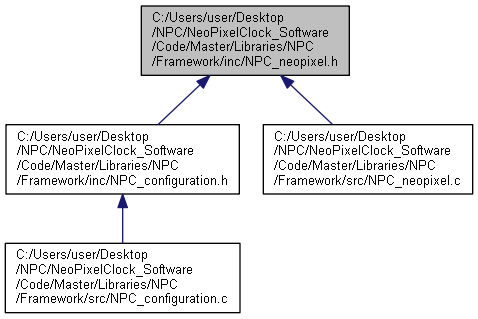 C:/Users/user/Desktop
/NPC/NeoPixelClock_Software
/Code/Master/Libraries/NPC
/Framework/inc/NPC_neopixel.h
C:/Users/user/Desktop
/NPC/NeoPixelClock_Software
/Code/Master/Libraries/NPC
/Framework/inc/NPC_configuration.h
C:/Users/user/Desktop
/NPC/NeoPixelClock_Software
/Code/Master/Libraries/NPC
/Framework/src/NPC_neopixel.c
C:/Users/user/Desktop
/NPC/NeoPixelClock_Software
/Code/Master/Libraries/NPC
/Framework/src/NPC_configuration.c